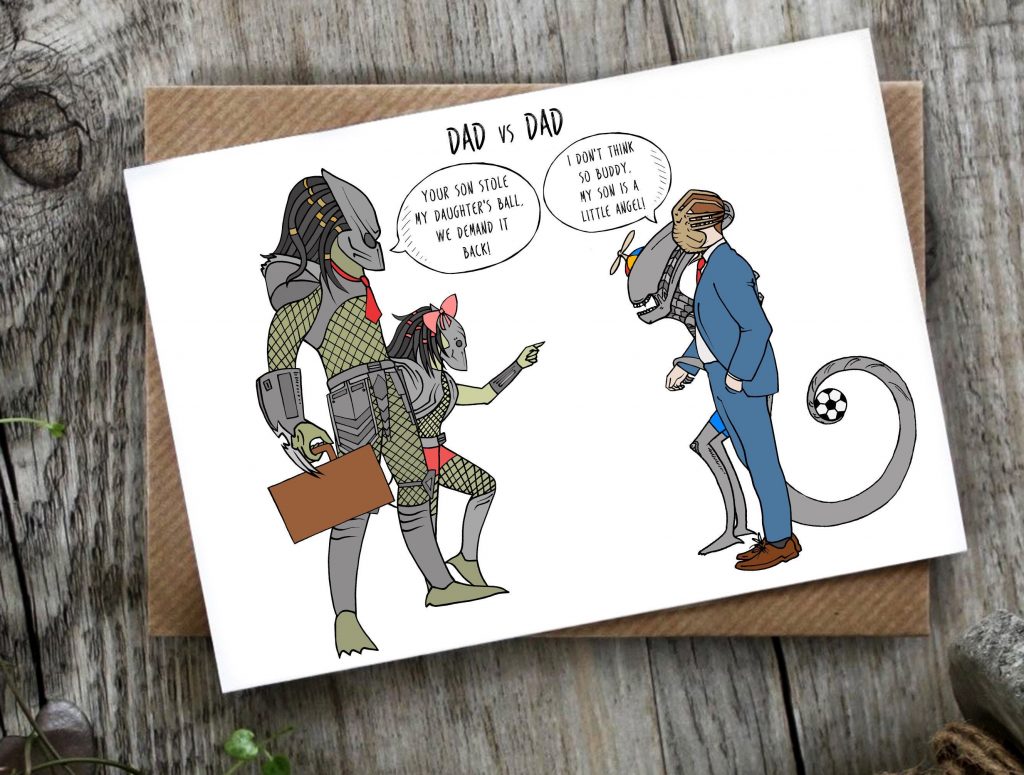 DAD VS DAD
YOUR SON STOLE
MY DAUGHTER'S BALL,
WE DEMAND IT
BACK!
I DON'T THINK
SO BUDDY,
MY SON IS A
LITTLE ANGEL!